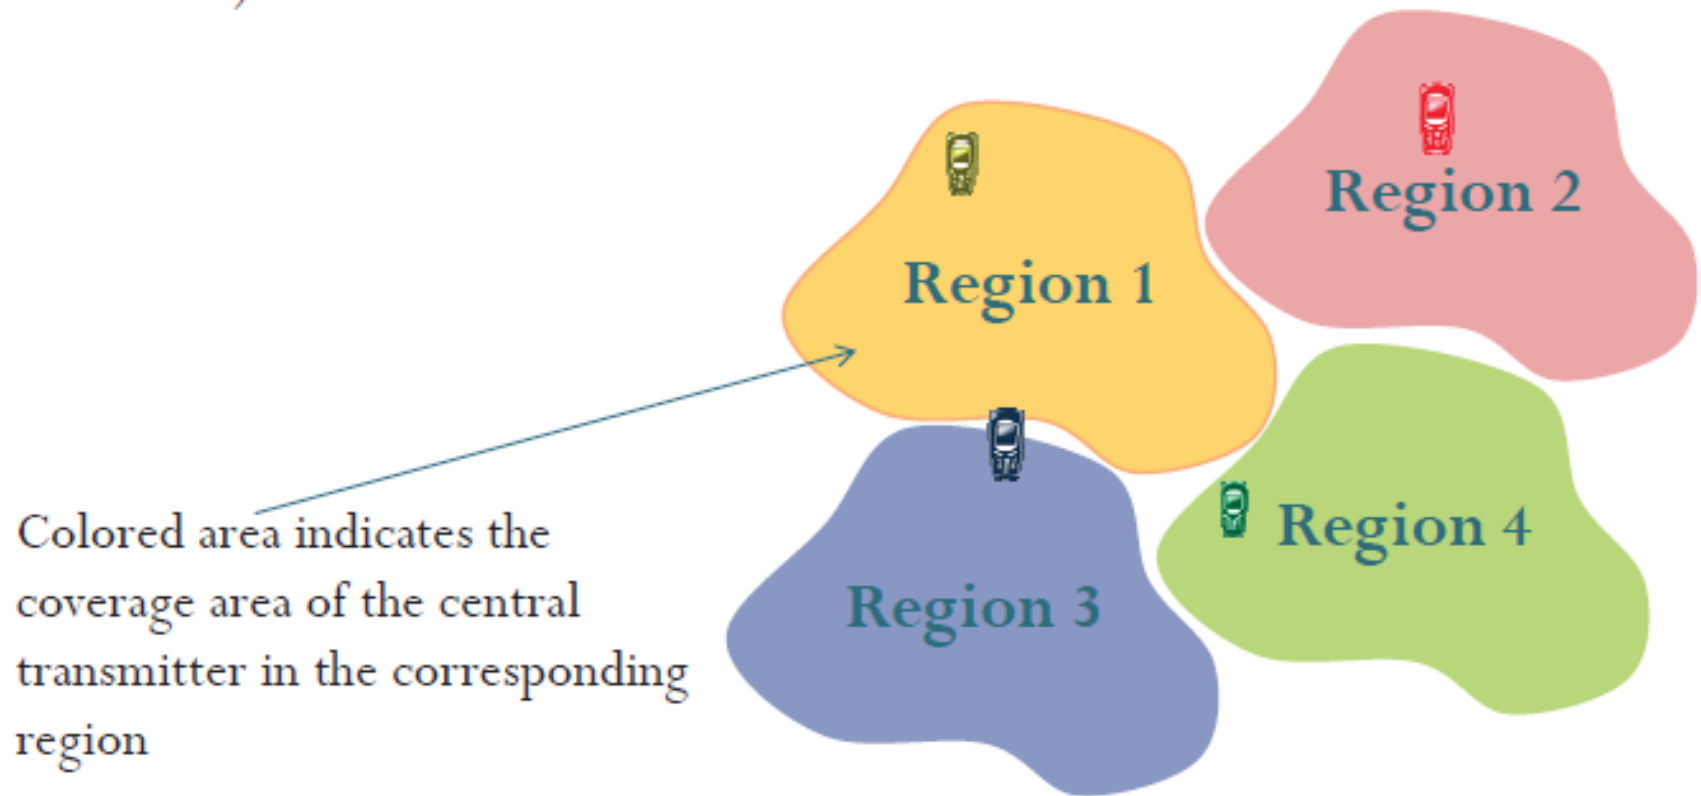 Region 2
Region 1
Colored area indicates the
coverage area of the central
transmitter in the corresponding
region
Region 4
Region 3